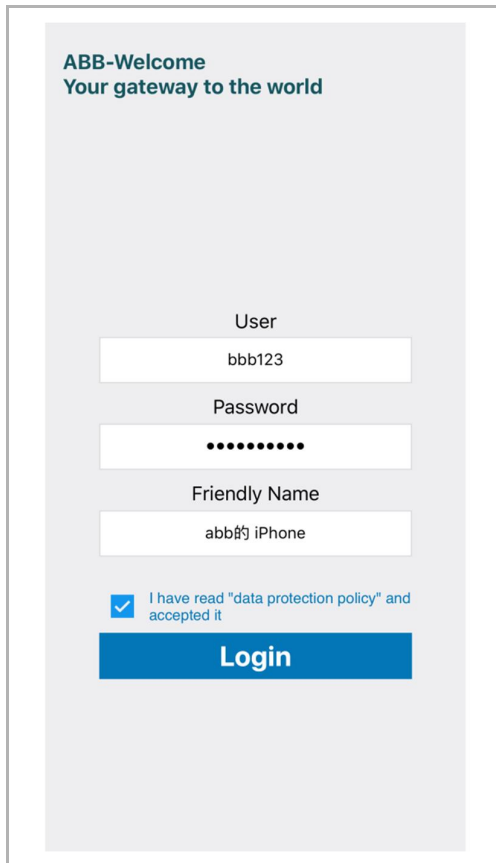 ABB-Welcome
Your gateway to the world
User
bbb123
Password
••••••••••
Friendly Name
abb的 iPhone
I have read "data protection policy" and
accepted it
Login